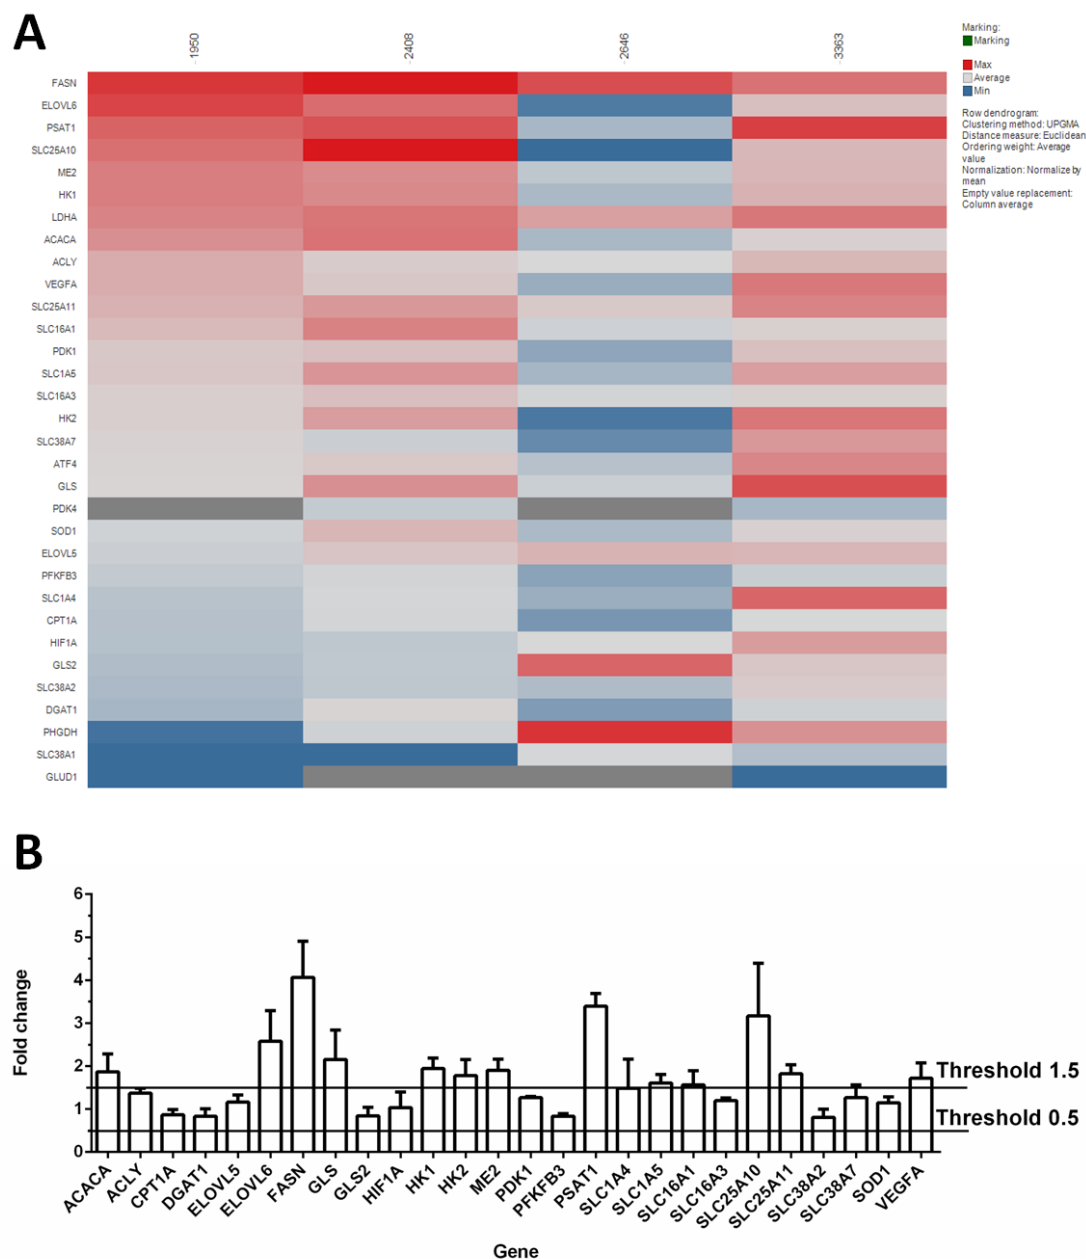 A
1950
2408
2646
3363
Marking:
Marking
Max
Average
Min
Row dendrogram:
Clustering method: UPGMA
Distance measure: Euclidean
Ordering weight: Average
value
Normalization: Normalize by
mean
Empty value replacement:
Column average
FASN
ELOVL6
PSAT1
SLC25A10
ME2
HK1
LDHA
ACACA
ACLY
VEGFA
SLC25A11
SLC16A1
PDK1
SLC1A5
SLC16A3
HK2
SLC38A7
ATF4
GLS
PDK4
SOD1
ELOVL5
PFKFB3
SLC1A4
CPT1A
HIF1A
GLS2
SLC38A2
DGAT1
PHGDH
SLC38A1
GLUD1
B
Fold change
6
5
4
3
2
1
0
Threshold 1.5
Threshold 0.5
ACACA
ACLY
CPT1A
DGAT1
ELOVL5
ELOVL6
FASN
GLS
GLS2
HIF1A
HK1
HK2
ME2
PDK1
PFKFB3
PSAT1
SLC1A4
SLC1A5
SLC16A1
SLC16A3
SLC25A10
SLC25A11
SLC38A2
SLC38A7
SOD1
VEGFA
Gene